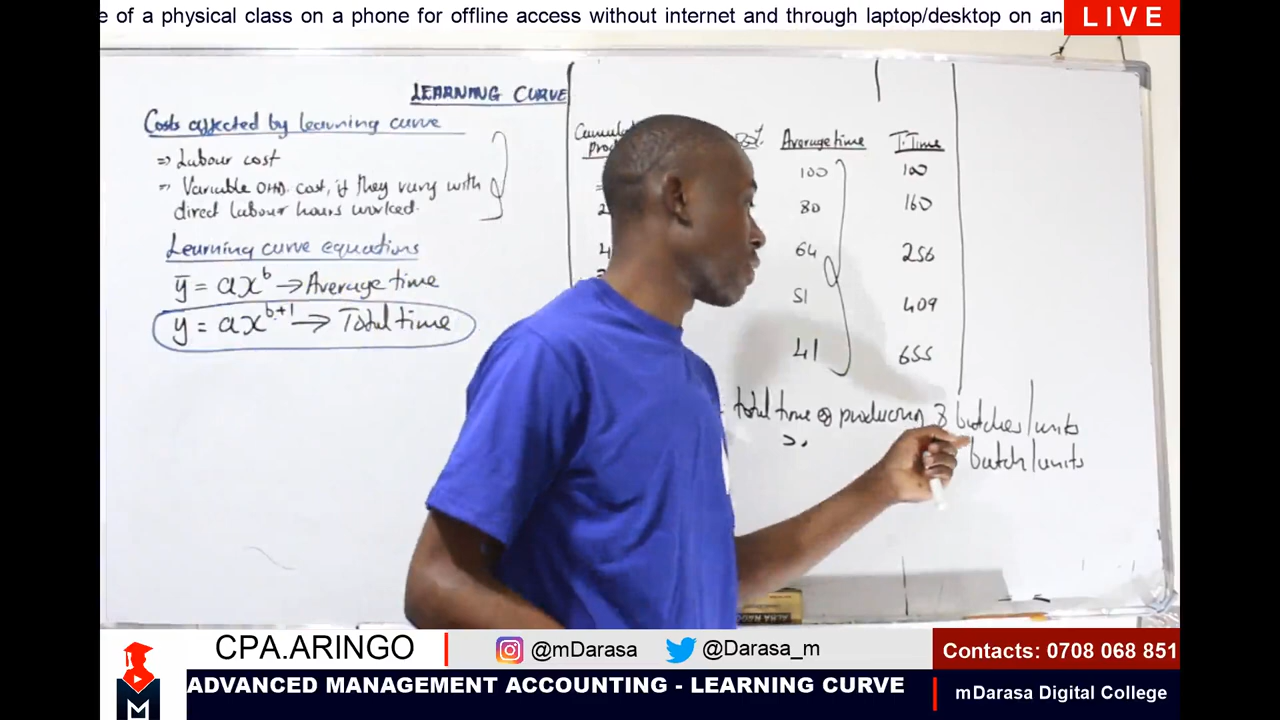 e of a physical class on a phone for offline access without internet and through laptop/desktop on an
LIVE
LEARNING CURVE
Costs affected by learning curve
⇒ Labour cost
⇒ Variable OHD. cost, if they vary with
direct labour hours worked.
Learning curve equations
ȳ = ax^b → Average time
y = ax^b+1 → Total time
Average time T.Time
100 100
80 160
4 64 256
51 409
41 655
total time of producing 8 batches/units
batch/units
CPA.ARINGO
@mDarasa
@Darasa_m
Contacts: 0708 068 851
ADVANCED MANAGEMENT ACCOUNTING - LEARNING CURVE
mDarasa Digital College